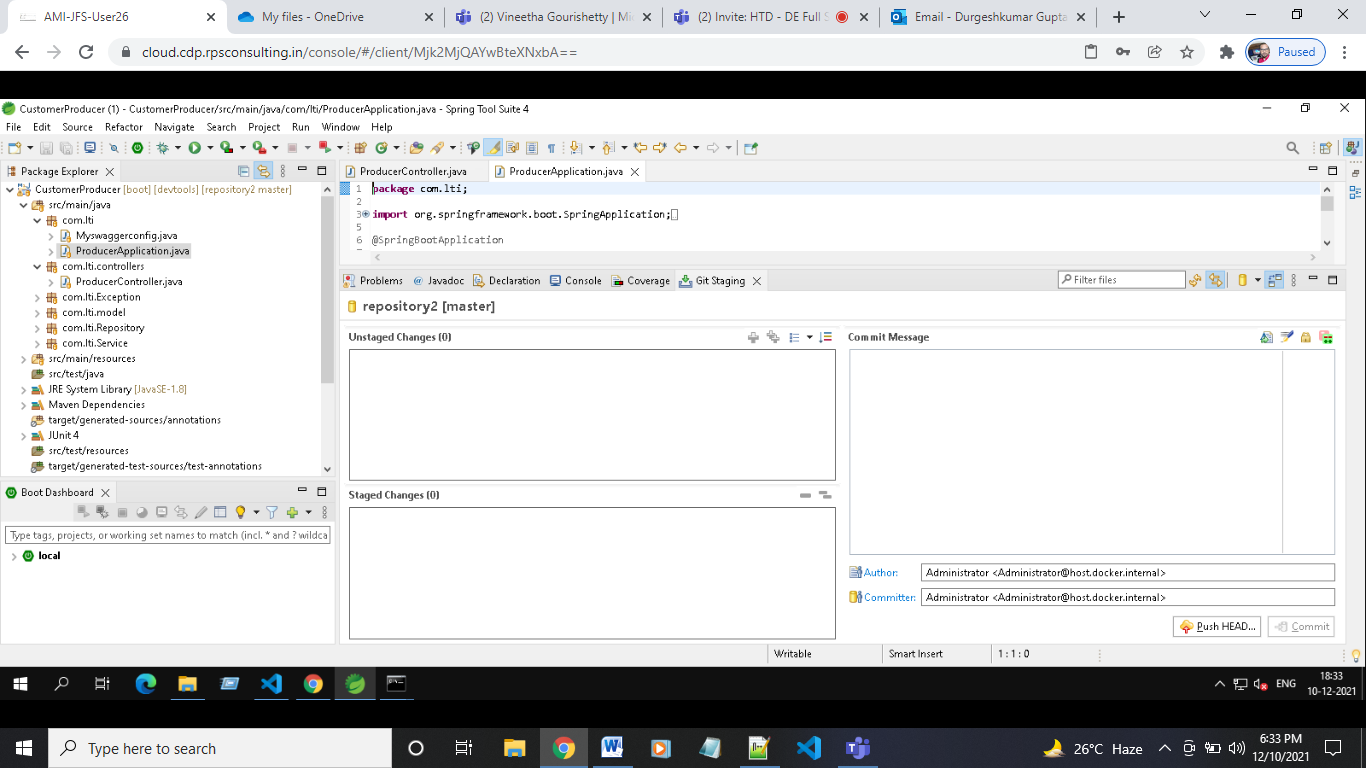 AMI-JFS-User26
My files - OneDrive
(2) Vineetha Gourishetty | Mi
(2) Invite: HTD - DE Full S
Email - Durgeshkumar Gupta
cloud.cdp.rpsconsulting.in/console/#/client/Mjk2MjQAYwBteXNxbA==
Paused
CustomerProducer (1) - CustomerProducer/src/main/java/com/lti/ProducerApplication.java - Spring Tool Suite 4
File Edit Source Refactor Navigate Search Project Run Window Help
Package Explorer
CustomerProducer [boot] [devtools] [repository2 master]
src/main/java
com.lti
Myswaggerconfig.java
ProducerApplication.java
com.lti.controllers
ProducerController.java
com.lti.Exception
com.lti.model
com.lti.Repository
com.lti.Service
src/main/resources
src/test/java
JRE System Library [JavaSE-1.8]
Maven Dependencies
target/generated-sources/annotations
JUnit 4
src/test/resources
target/generated-test-sources/test-annotations
Boot Dashboard
Type tags, projects, or working set names to match (incl. * and ? wildca
local
ProducerController.java
ProducerApplication.java
1 package com.lti;
2
3 import org.springframework.boot.SpringApplication;
5
6 @SpringBootApplication
Problems
@ Javadoc
Declaration
Console
Coverage
Git Staging
Filter files
repository2 [master]
Unstaged Changes (0)
Staged Changes (0)
Commit Message
Author: Administrator <Administrator@host.docker.internal>
Committer: Administrator <Administrator@host.docker.internal>
Push HEAD...
Commit
Writable
Smart Insert
1 : 1 : 0
ENG
18:33
10-12-2021
Type here to search
26°C Haze
6:33 PM
12/10/2021